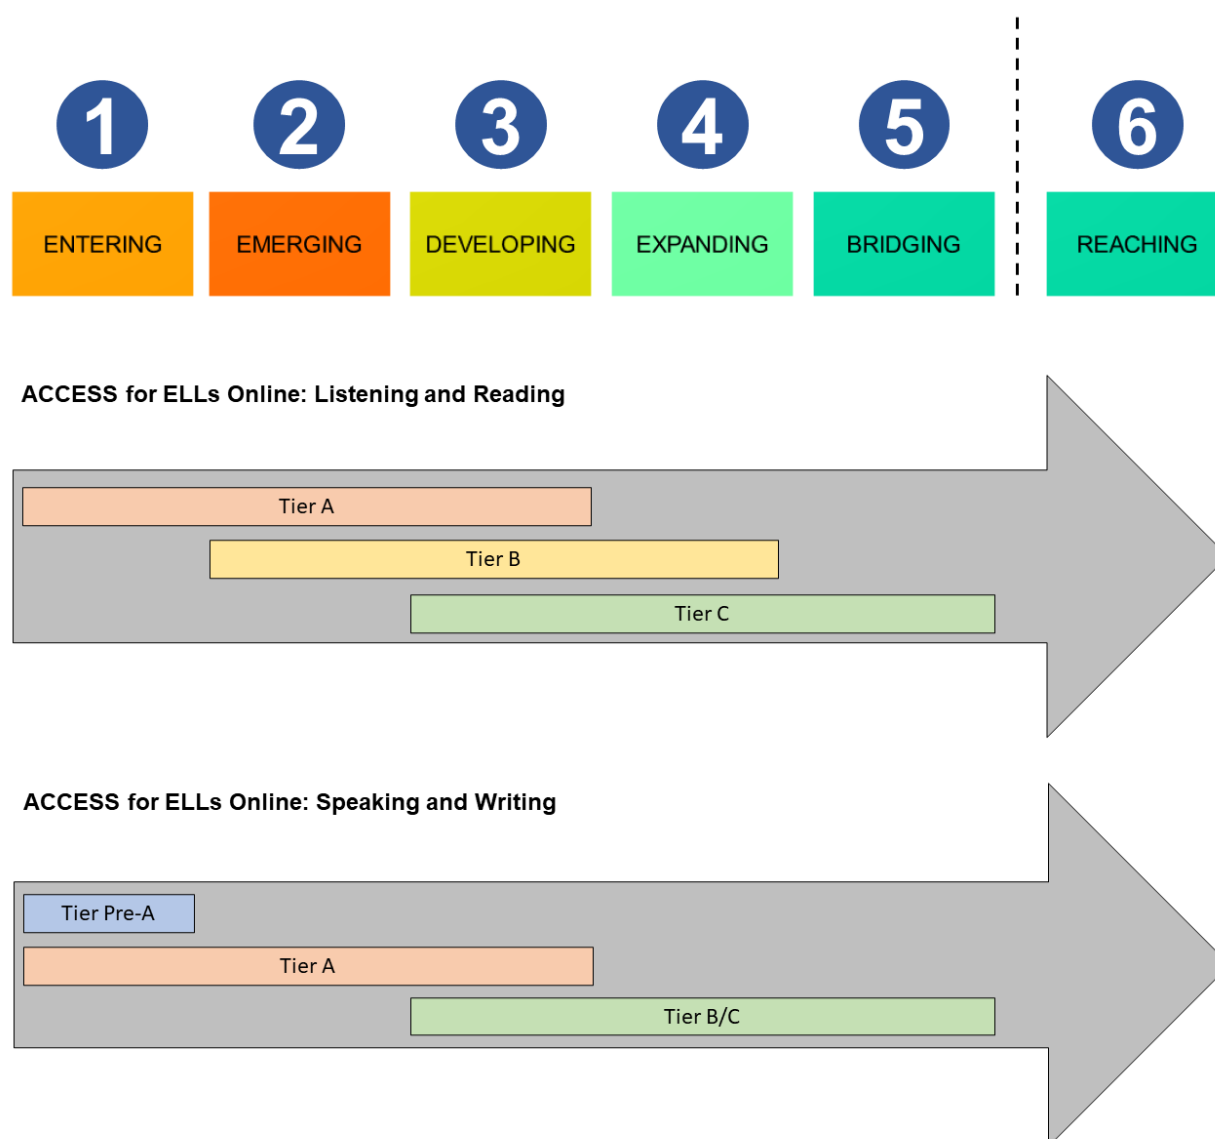 1 2 3 4 5 6
ENTERING EMERGING DEVELOPING EXPANDING BRIDGING REACHING
ACCESS for ELLs Online: Listening and Reading
Tier A
Tier B
Tier C
ACCESS for ELLs Online: Speaking and Writing
Tier Pre-A
Tier A
Tier B/C